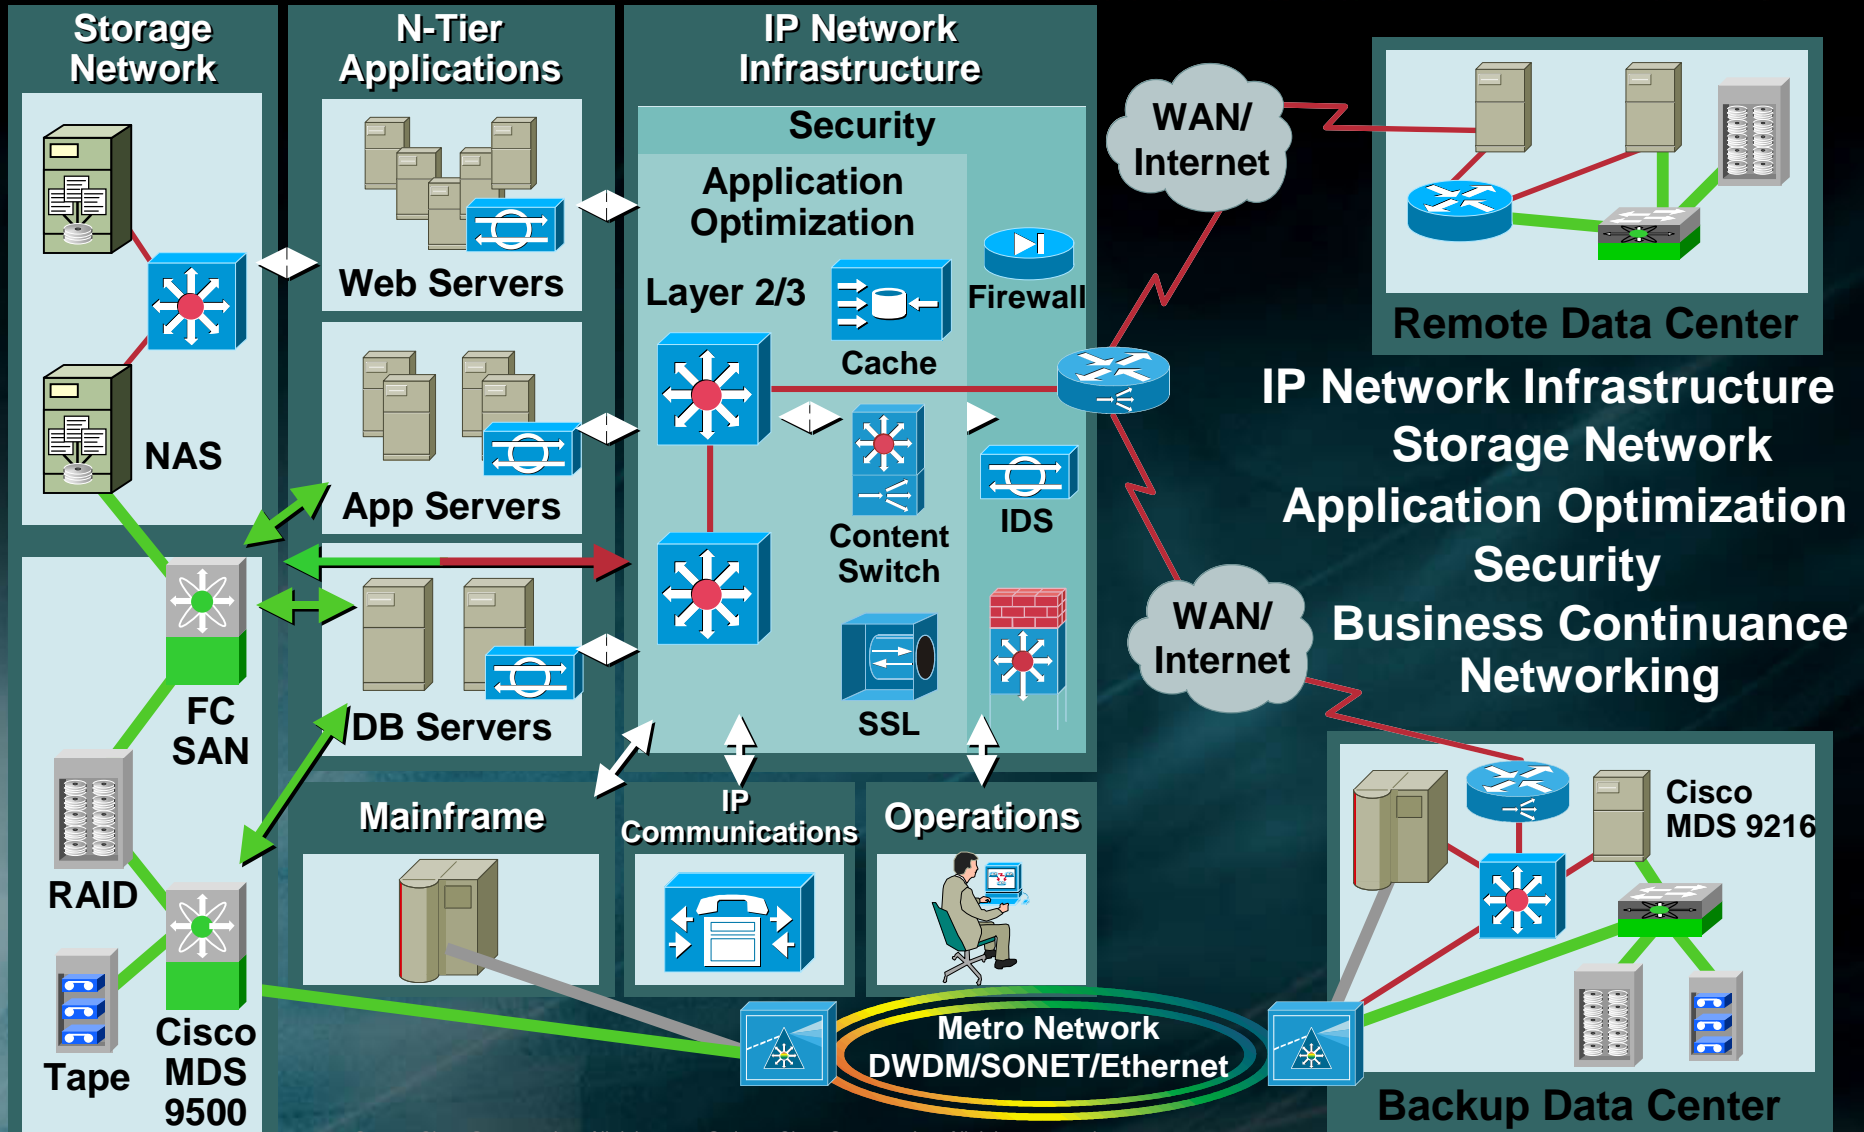 Storage
Network
N-Tier
Applications
IP Network
Infrastructure
Security
Application
Optimization
Layer 2/3
Cache
Firewall
Content
Switch
IDS
SSL
Web Servers
App Servers
DB Servers
NAS
FC
SAN
RAID
Tape
Cisco
MDS
9500
Mainframe
IP
Communications
Operations
Metro Network
DWDM/SONET/Ethernet
WAN/
Internet
WAN/
Internet
Remote Data Center
IP Network Infrastructure
Storage Network
Application Optimization
Security
Business Continuance
Networking
Cisco
MDS 9216
Backup Data Center